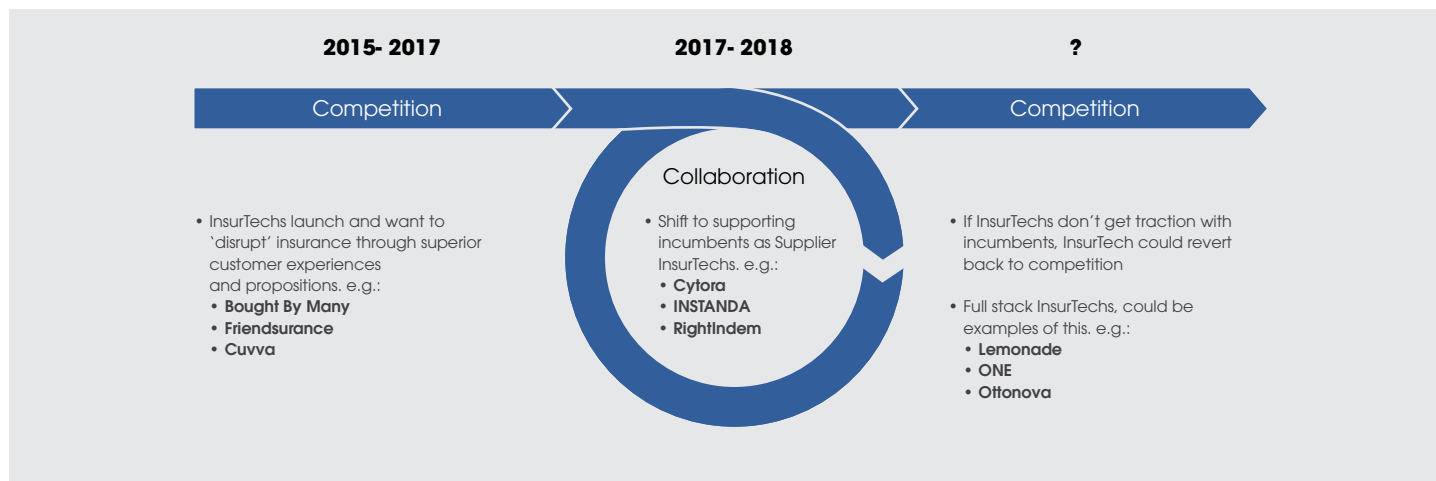 2015- 2017
2017- 2018
?
Competition
Competition
Collaboration
• InsurTechs launch and want to
‘disrupt’ insurance through superior
customer experiences
and propositions. e.g.:
• Bought By Many
• Friendsurance
• Cuvva
• Shift to supporting
incumbents as Supplier
InsurTechs. e.g.:
• Cytora
• INSTANDA
• RightIndem
• If InsurTechs don’t get traction with
incumbents, InsurTech could revert
back to competition
• Full stack InsurTechs, could be
examples of this. e.g.:
• Lemonade
• ONE
• Ottonova